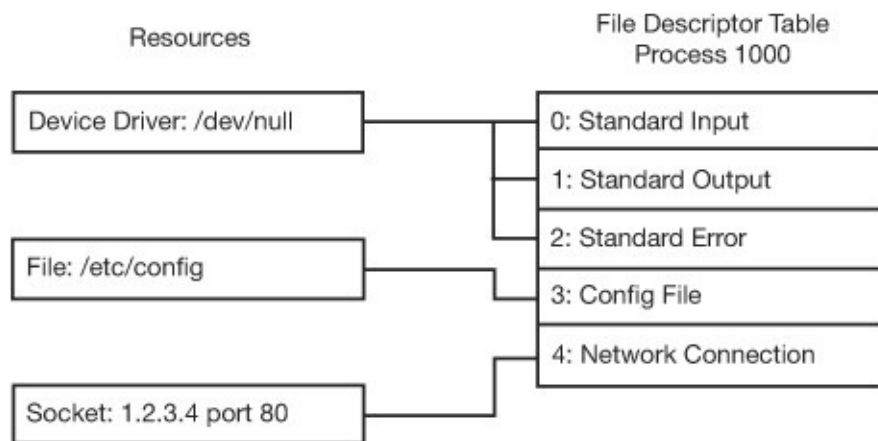 Resources
File Descriptor Table
Process 1000
Device Driver: /dev/null
0: Standard Input
1: Standard Output
2: Standard Error
File: /etc/config
3: Config File
4: Network Connection
Socket: 1.2.3.4 port 80